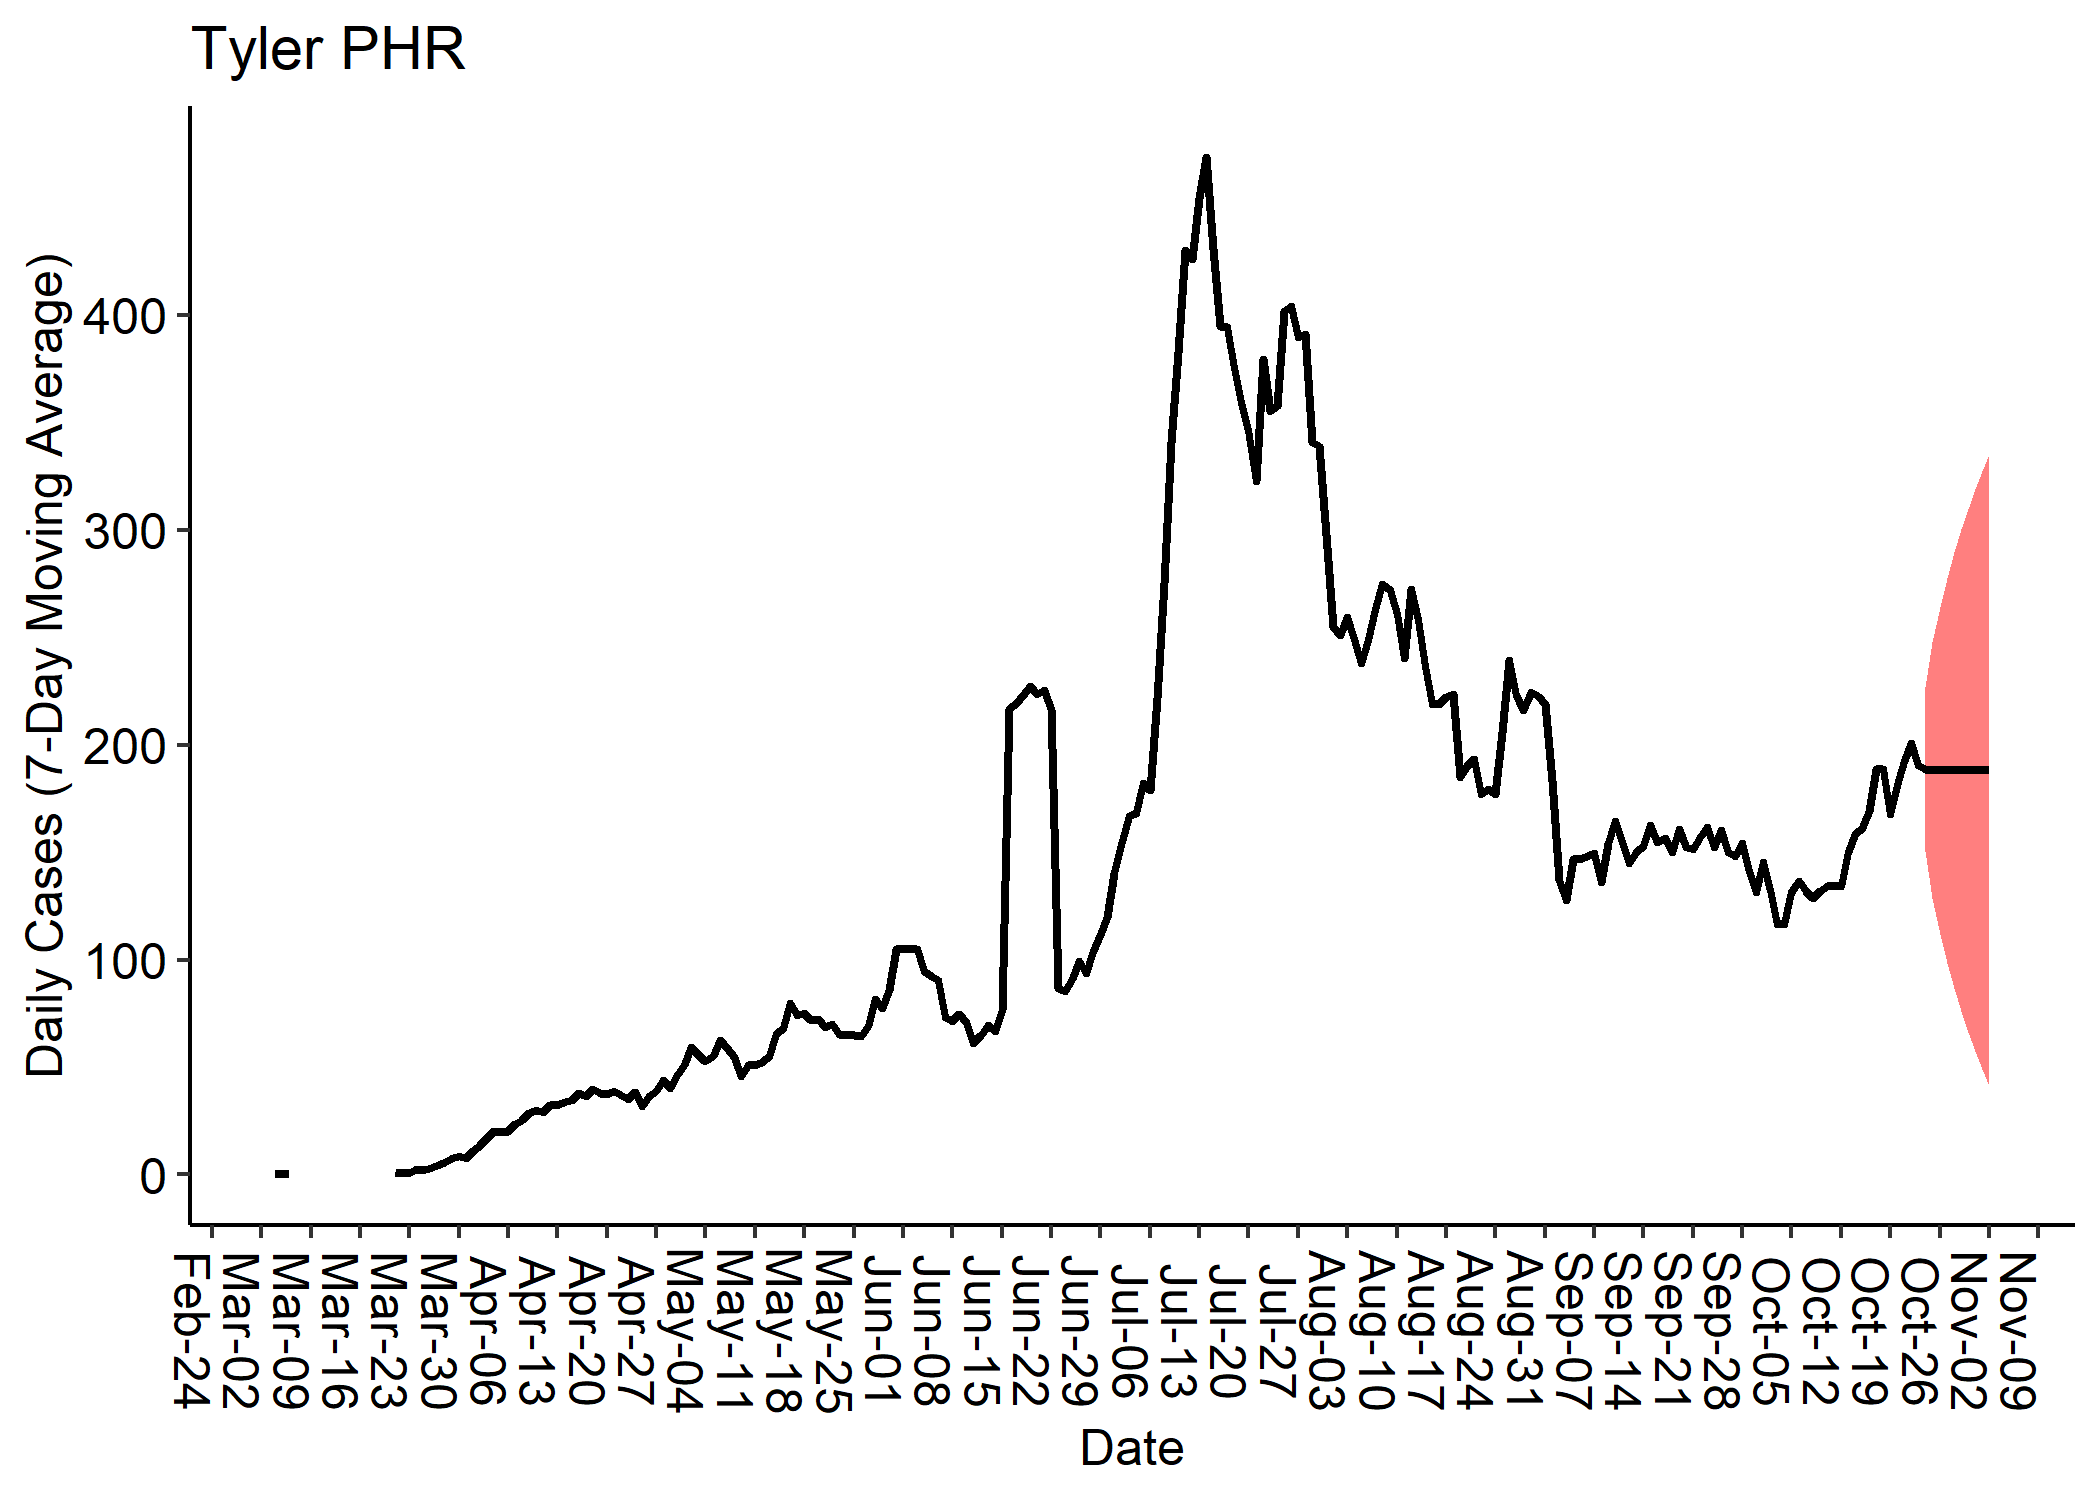 Tyler PHR
Daily Cases (7-Day Moving Average)
400
300
200
100
0
Feb-24
Mar-02
Mar-09
Mar-16
Mar-23
Mar-30
Apr-06
Apr-13
Apr-20
Apr-27
May-04
May-11
May-18
May-25
Jun-01
Jun-08
Jun-15
Jun-22
Jun-29
Jul-06
Jul-13
Jul-20
Jul-27
Aug-03
Aug-10
Aug-17
Aug-24
Aug-31
Sep-07
Sep-14
Sep-21
Sep-28
Oct-05
Oct-12
Oct-19
Oct-26
Nov-02
Nov-09
Date